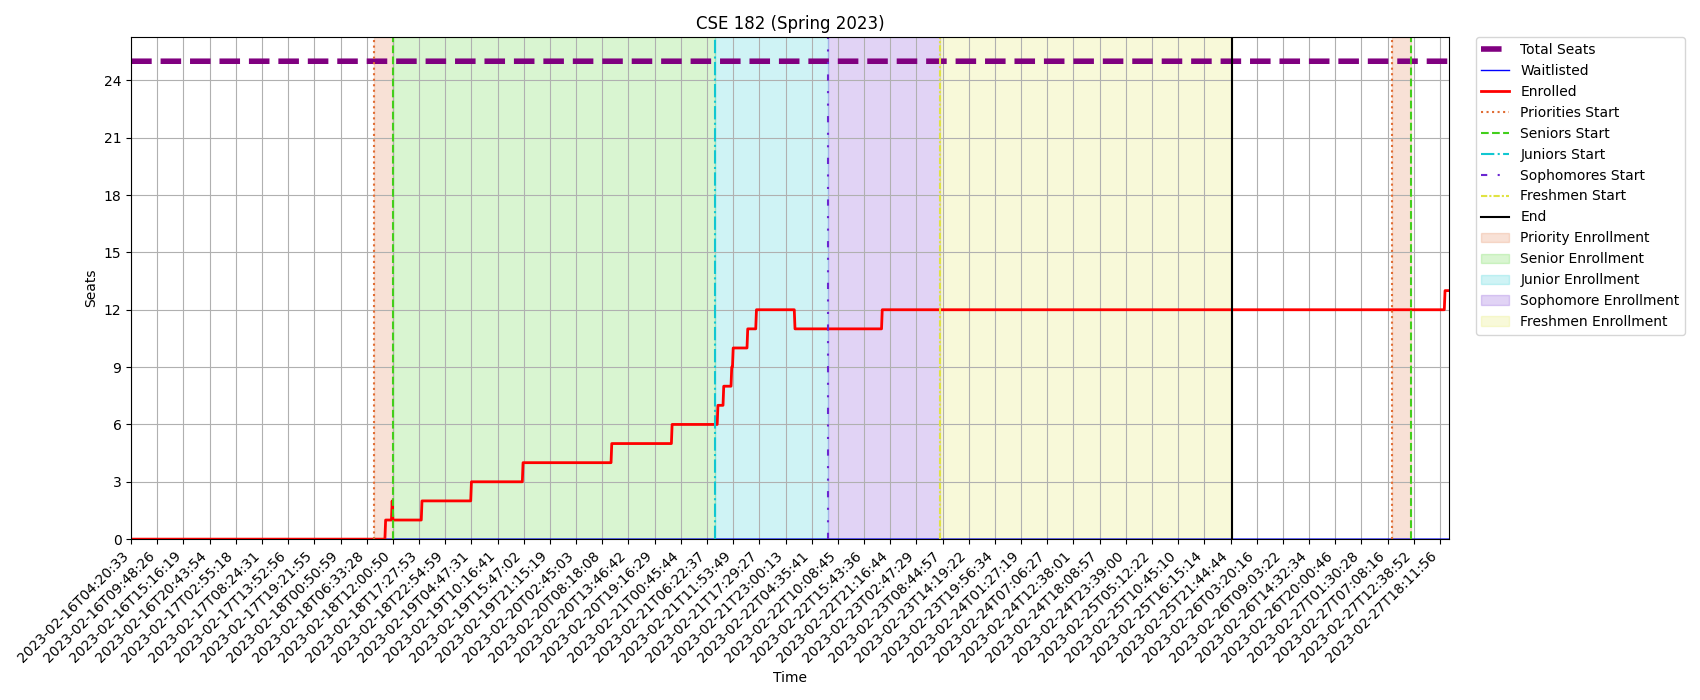 CSE 182 (Spring 2023)
Seats
24
21
18
15
12
9
6
3
0
2023-02-16T04:20:33
2023-02-16T09:48:26
2023-02-16T15:16:19
2023-02-16T20:43:54
2023-02-17T02:55:18
2023-02-17T08:24:31
2023-02-17T13:52:56
2023-02-17T19:21:55
2023-02-18T00:50:59
2023-02-18T06:33:28
2023-02-18T12:00:50
2023-02-18T17:27:53
2023-02-18T22:54:59
2023-02-19T04:47:31
2023-02-19T10:16:41
2023-02-19T15:47:02
2023-02-19T21:15:19
2023-02-20T02:45:03
2023-02-20T08:18:08
2023-02-20T13:46:42
2023-02-20T19:16:29
2023-02-21T00:45:44
2023-02-21T06:22:37
2023-02-21T11:53:49
2023-02-21T17:29:27
2023-02-21T23:00:13
2023-02-22T04:35:41
2023-02-22T10:08:45
2023-02-22T15:43:36
2023-02-22T21:16:44
2023-02-23T02:47:29
2023-02-23T08:44:57
2023-02-23T14:19:22
2023-02-23T19:56:34
2023-02-24T01:27:19
2023-02-24T07:06:27
2023-02-24T12:38:01
2023-02-24T18:08:57
2023-02-24T23:39:00
2023-02-25T05:12:22
2023-02-25T10:45:10
2023-02-25T16:15:14
2023-02-25T21:44:44
2023-02-26T03:20:16
2023-02-26T09:03:22
2023-02-26T14:32:34
2023-02-26T20:00:46
2023-02-27T01:30:28
2023-02-27T07:08:16
2023-02-27T12:38:52
2023-02-27T18:11:56
Time
Total Seats
Waitlisted
Enrolled
Priorities Start
Seniors Start
Juniors Start
Sophomores Start
Freshmen Start
End
Priority Enrollment
Senior Enrollment
Junior Enrollment
Sophomore Enrollment
Freshmen Enrollment